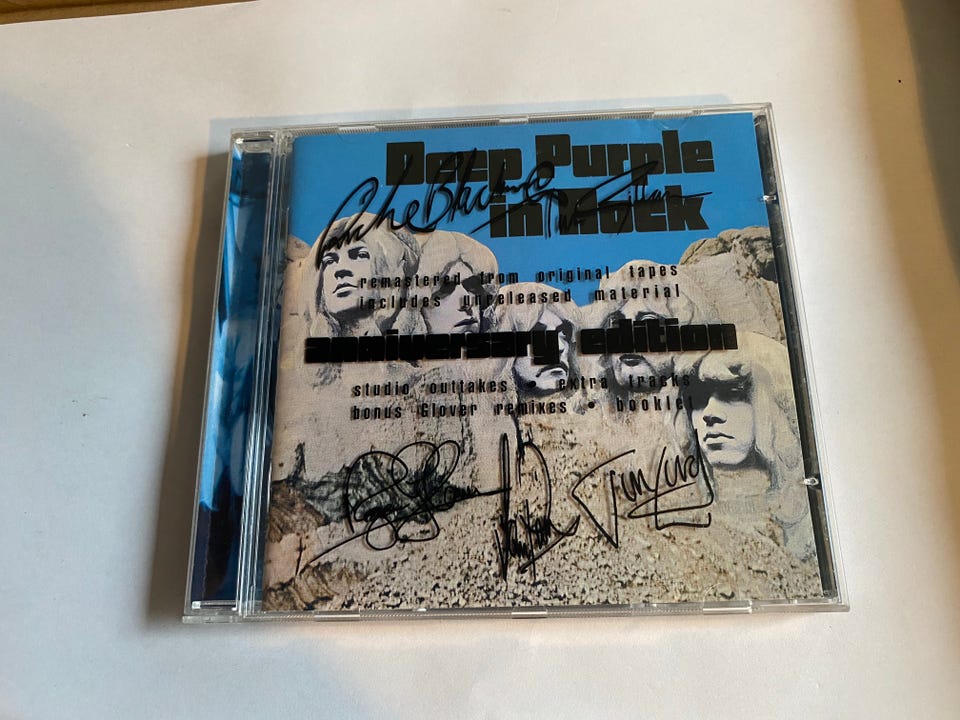 Deep Purple
in Rock
remastered from original tapes
includes unreleased material
anniversary edition
studio outtakes • extra tracks
bonus Glover remixes • booklet